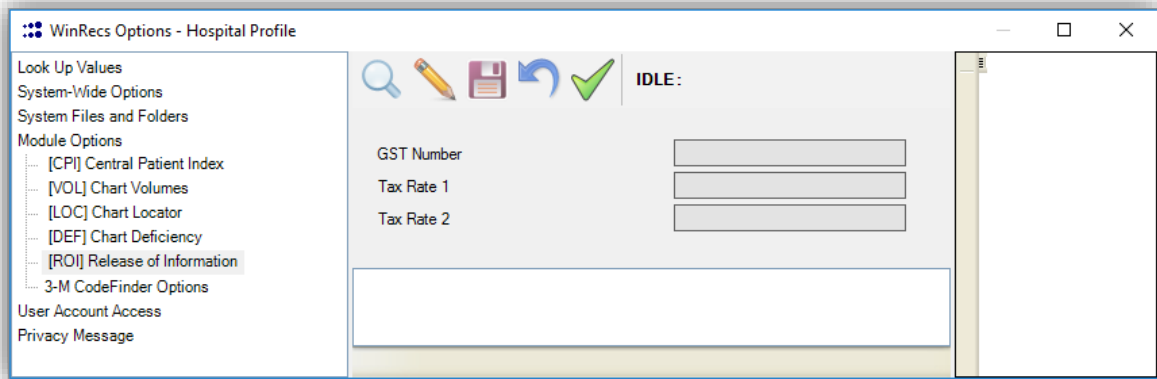 WinRecs Options - Hospital Profile
Look Up Values
System-Wide Options
System Files and Folders
Module Options
[CPI] Central Patient Index
[VOL] Chart Volumes
[LOC] Chart Locator
[DEF] Chart Deficiency
[ROI] Release of Information
3-M CodeFinder Options
User Account Access
Privacy Message
IDLE:
GST Number
Tax Rate 1
Tax Rate 2